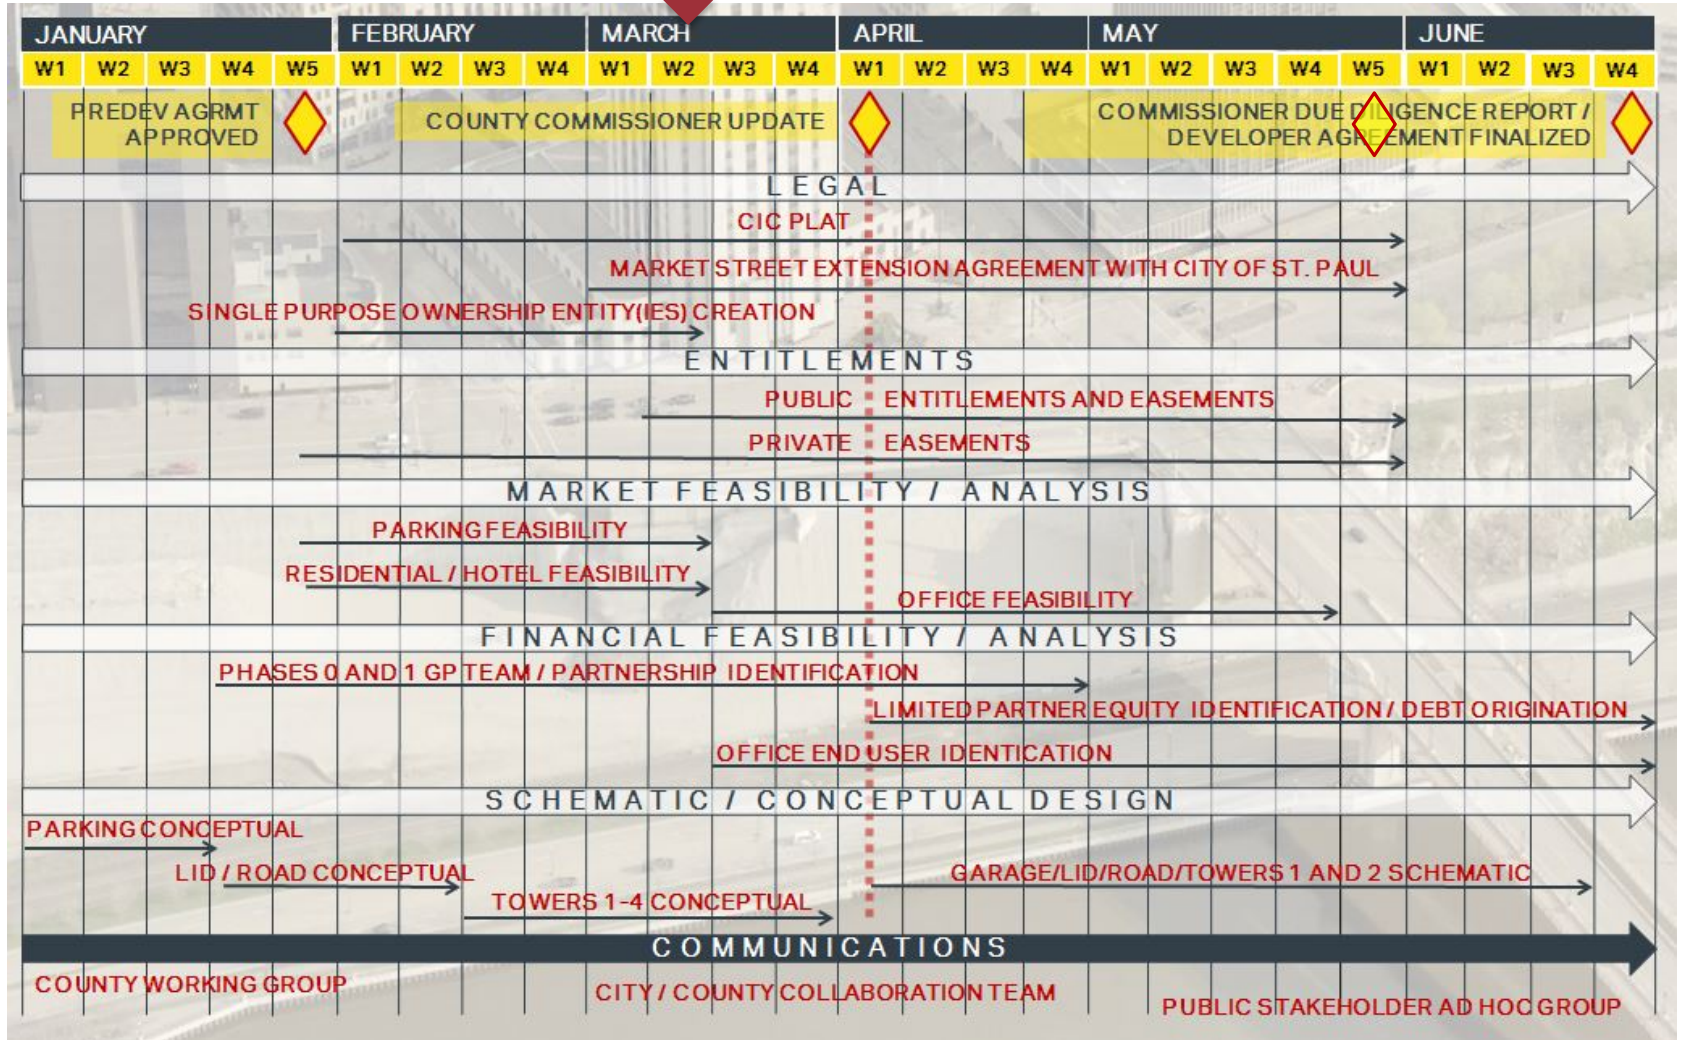 JANUARY FEBRUARY MARCH APRIL MAY JUNE
W1 W2 W3 W4 W5 W1 W2 W3 W4 W1 W2 W3 W4 W1 W2 W3 W4 W1 W2 W3 W4 W5 W1 W2 W3 W4
PREDEV AGRMT
APPROVED
COUNTY COMMISSIONER UPDATE
COMMISSIONER DUE DILIGENCE REPORT /
DEVELOPER AGREEMENT FINALIZED
LEGAL
CIC PLAT
MARKET STREET EXTENSION AGREEMENT WITH CITY OF ST. PAUL
SINGLE PURPOSE OWNERSHIP ENTITY(IES) CREATION
ENTITLEMENTS
PUBLIC ENTITLEMENTS AND EASEMENTS
PRIVATE EASEMENTS
MARKET FEASIBILITY / ANALYSIS
PARKING FEASIBILITY
RESIDENTIAL / HOTEL FEASIBILITY
OFFICE FEASIBILITY
FINANCIAL FEASIBILITY / ANALYSIS
PHASES 0 AND 1 GP TEAM / PARTNERSHIP IDENTIFICATION
LIMITED PARTNER EQUITY IDENTIFICATION / DEBT ORIGINATION
OFFICE END USER IDENTICATION
SCHEMATIC / CONCEPTUAL DESIGN
PARKING CONCEPTUAL
LID / ROAD CONCEPTUAL
GARAGE/LID/ROAD/TOWERS 1 AND 2 SCHEMATIC
TOWERS 1-4 CONCEPTUAL
COMMUNICATIONS
COUNTY WORKING GROUP
CITY / COUNTY COLLABORATION TEAM
PUBLIC STAKEHOLDER AD HOC GROUP